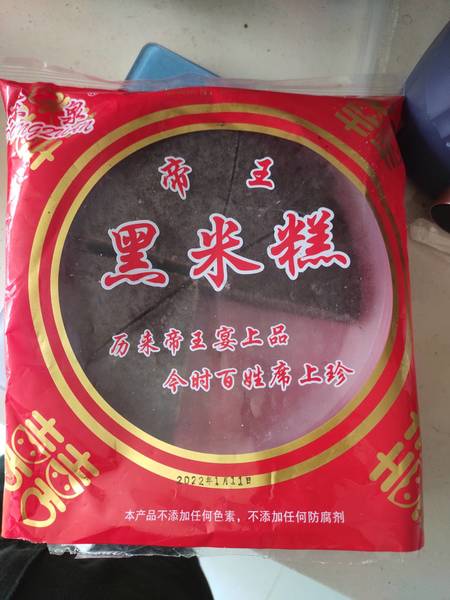 泉
帝 王
黑米糕
历来帝王宴上品
今时百姓席上珍
2022年1月11日
本产品不添加任何色素，不添加任何防腐剂